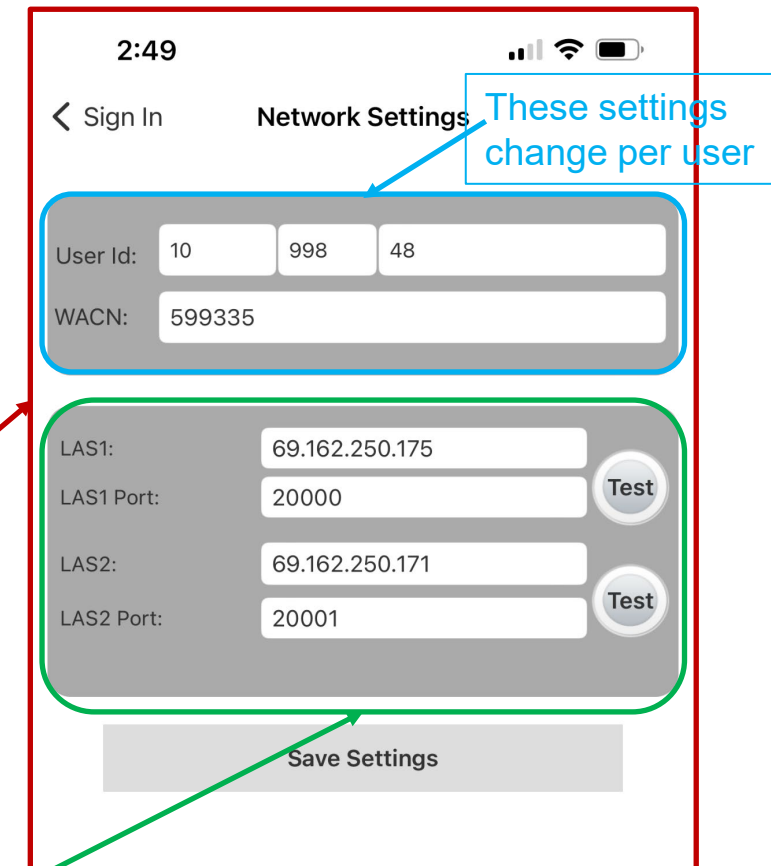 2:49
Sign In Network Settings
These settings
change per user
User Id: 10 998 48
WACN: 599335
LAS1: 69.162.250.175
LAS1 Port: 20000
Test
LAS2: 69.162.250.171
LAS2 Port: 20001
Test
Save Settings